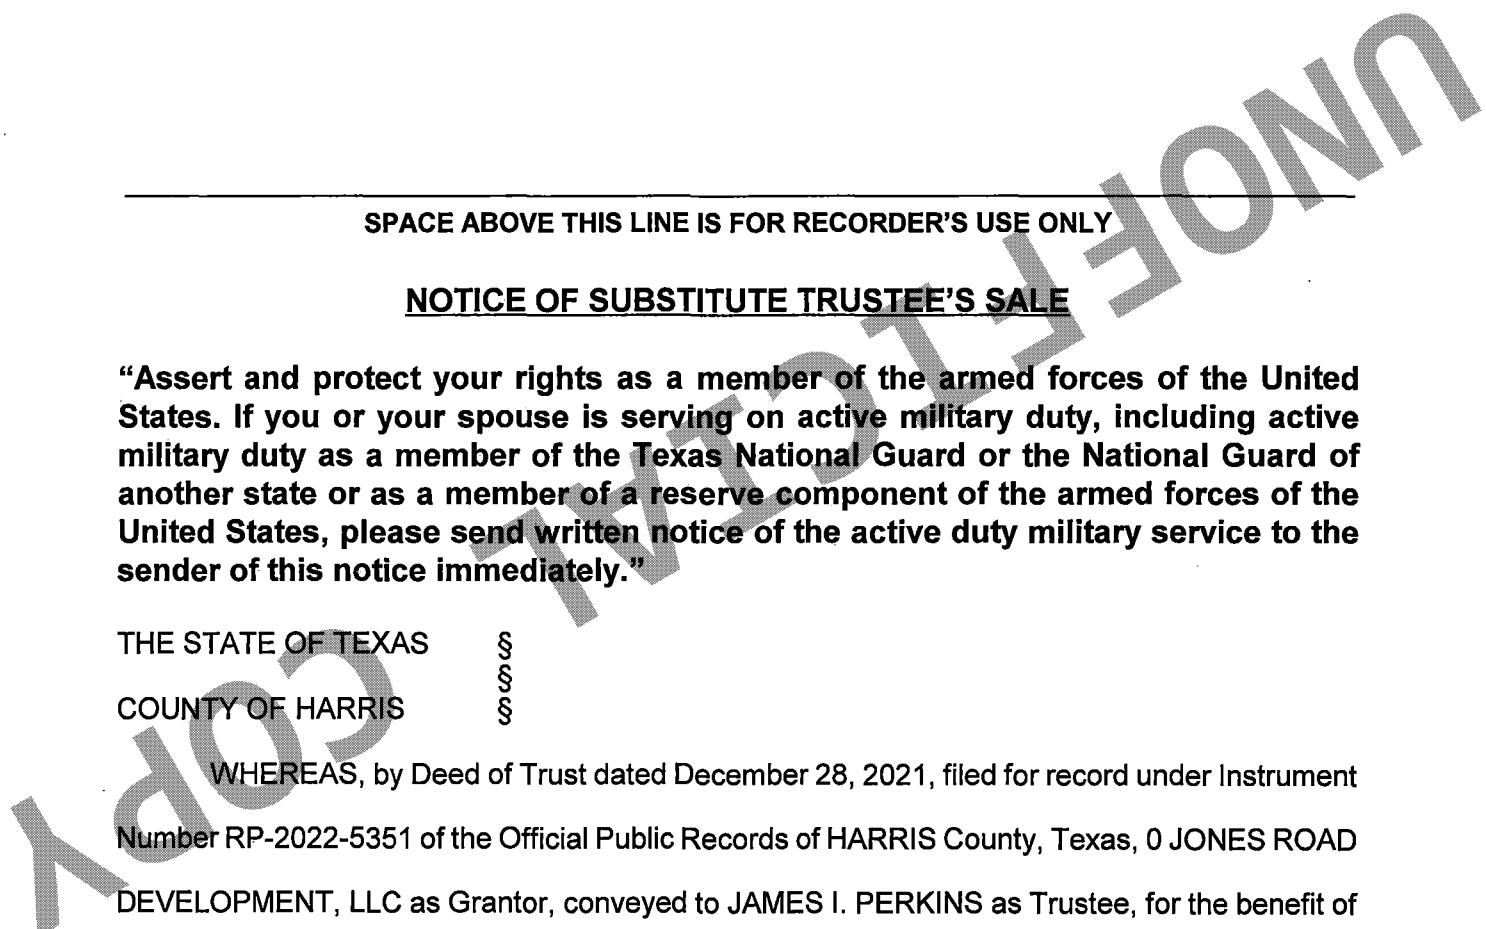 SPACE ABOVE THIS LINE IS FOR RECORDER'S USE ONLY
NOTICE OF SUBSTITUTE TRUSTEE'S SALE
“Assert and protect your rights as a member of the armed forces of the United
States. If you or your spouse is serving on active military duty, including active
military duty as a member of the Texas National Guard or the National Guard of
another state or as a member of a reserve component of the armed forces of the
United States, please send written notice of the active duty military service to the
sender of this notice immediately.”
THE STATE OF TEXAS §
§
COUNTY OF HARRIS §
WHEREAS, by Deed of Trust dated December 28, 2021, filed for record under Instrument
Number RP-2022-5351 of the Official Public Records of HARRIS County, Texas, 0 JONES ROAD
DEVELOPMENT, LLC as Grantor, conveyed to JAMES I. PERKINS as Trustee, for the benefit of
UNOFFICIAL COPY